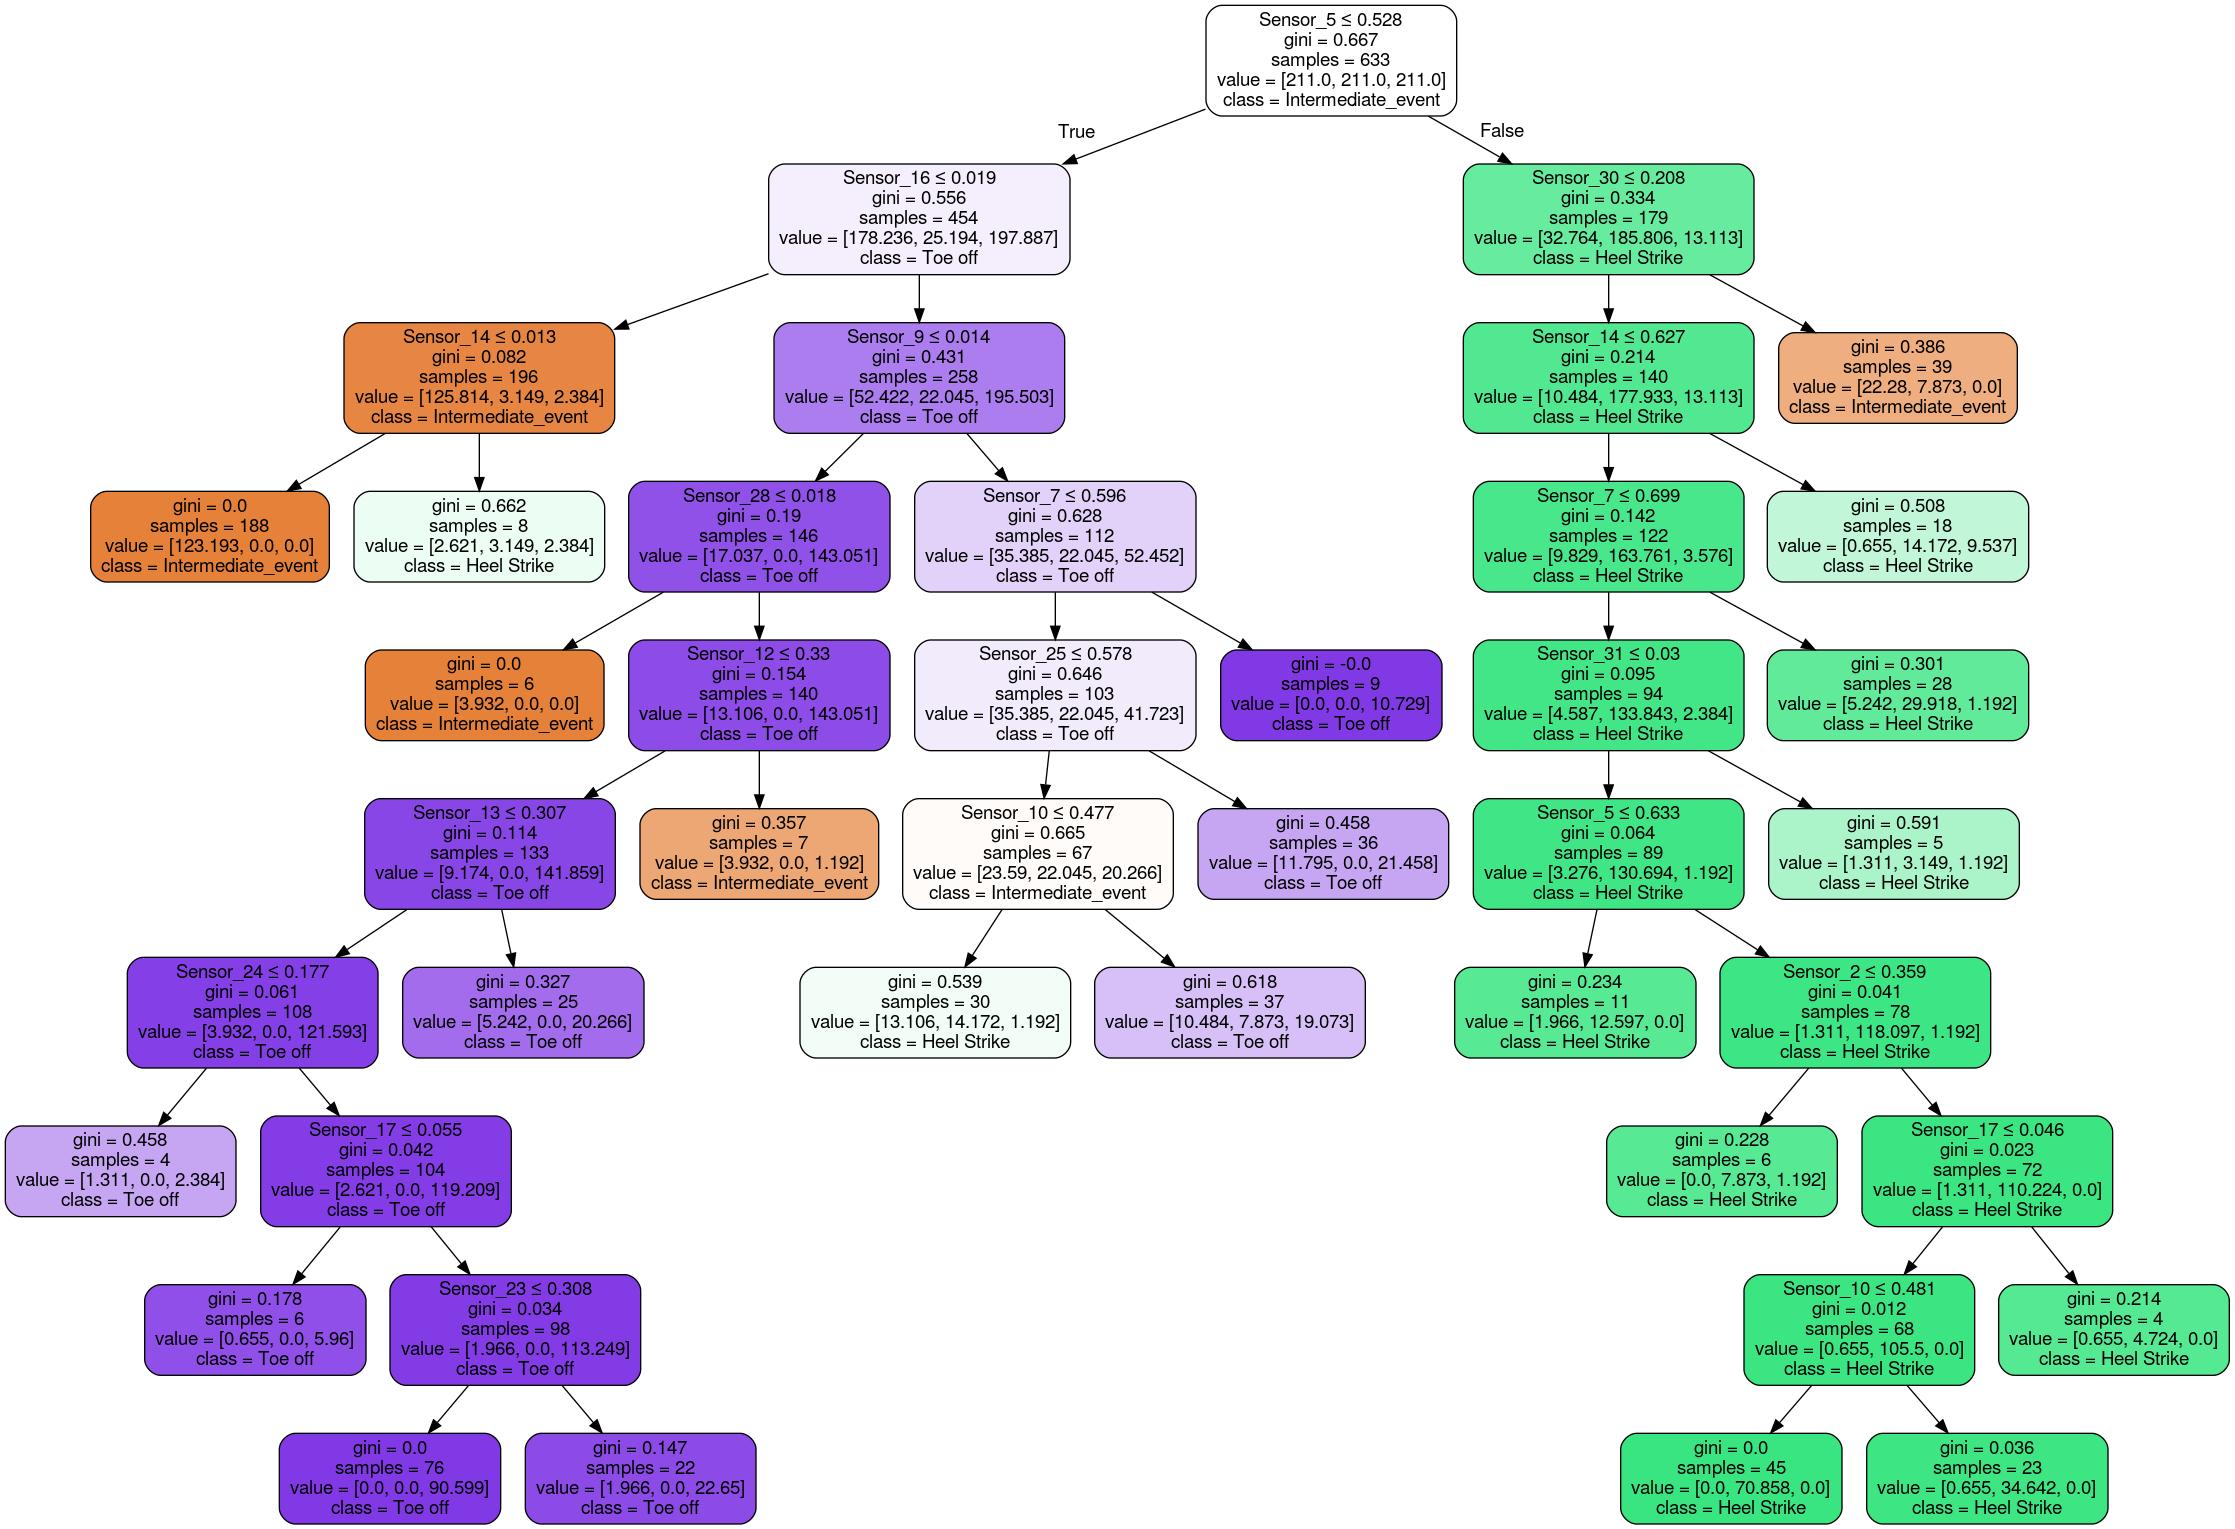 Sensor_5 ≤ 0.528
gini = 0.667
samples = 633
value = [211.0, 211.0, 211.0]
class = Intermediate_event
True
False
Sensor_16 ≤ 0.019
gini = 0.556
samples = 454
value = [178.236, 25.194, 197.887]
class = Toe off
Sensor_30 ≤ 0.208
gini = 0.334
samples = 179
value = [32.764, 185.806, 13.113]
class = Heel Strike
Sensor_14 ≤ 0.013
gini = 0.082
samples = 196
value = [125.814, 3.149, 2.384]
class = Intermediate_event
Sensor_9 ≤ 0.014
gini = 0.431
samples = 258
value = [52.422, 22.045, 195.503]
class = Toe off
Sensor_14 ≤ 0.627
gini = 0.214
samples = 140
value = [10.484, 177.933, 13.113]
class = Heel Strike
gini = 0.386
samples = 39
value = [22.28, 7.873, 0.0]
class = Intermediate_event
gini = 0.0
samples = 188
value = [123.193, 0.0, 0.0]
class = Intermediate_event
gini = 0.662
samples = 8
value = [2.621, 3.149, 2.384]
class = Heel Strike
Sensor_28 ≤ 0.018
gini = 0.19
samples = 146
value = [17.037, 0.0, 143.051]
class = Toe off
Sensor_7 ≤ 0.596
gini = 0.628
samples = 112
value = [35.385, 22.045, 52.452]
class = Toe off
Sensor_7 ≤ 0.699
gini = 0.142
samples = 122
value = [9.829, 163.761, 3.576]
class = Heel Strike
gini = 0.508
samples = 18
value = [0.655, 14.172, 9.537]
class = Heel Strike
gini = 0.0
samples = 6
value = [3.932, 0.0, 0.0]
class = Intermediate_event
Sensor_12 ≤ 0.33
gini = 0.154
samples = 140
value = [13.106, 0.0, 143.051]
class = Toe off
Sensor_25 ≤ 0.578
gini = 0.646
samples = 103
value = [35.385, 22.045, 41.723]
class = Toe off
gini = -0.0
samples = 9
value = [0.0, 0.0, 10.729]
class = Toe off
Sensor_31 ≤ 0.03
gini = 0.095
samples = 94
value = [4.587, 133.843, 2.384]
class = Heel Strike
gini = 0.301
samples = 28
value = [5.242, 29.918, 1.192]
class = Heel Strike
Sensor_13 ≤ 0.307
gini = 0.114
samples = 133
value = [9.174, 0.0, 141.859]
class = Toe off
gini = 0.357
samples = 7
value = [3.932, 0.0, 1.192]
class = Intermediate_event
Sensor_10 ≤ 0.477
gini = 0.665
samples = 67
value = [23.59, 22.045, 20.266]
class = Intermediate_event
gini = 0.458
samples = 36
value = [11.795, 0.0, 21.458]
class = Toe off
Sensor_5 ≤ 0.633
gini = 0.064
samples = 89
value = [3.276, 130.694, 1.192]
class = Heel Strike
gini = 0.591
samples = 5
value = [1.311, 3.149, 1.192]
class = Heel Strike
Sensor_24 ≤ 0.177
gini = 0.061
samples = 108
value = [3.932, 0.0, 121.593]
class = Toe off
gini = 0.327
samples = 25
value = [5.242, 0.0, 20.266]
class = Toe off
gini = 0.539
samples = 30
value = [13.106, 14.172, 1.192]
class = Heel Strike
gini = 0.618
samples = 37
value = [10.484, 7.873, 19.073]
class = Toe off
gini = 0.234
samples = 11
value = [1.966, 12.597, 0.0]
class = Heel Strike
Sensor_2 ≤ 0.359
gini = 0.041
samples = 78
value = [1.311, 118.097, 1.192]
class = Heel Strike
gini = 0.458
samples = 4
value = [1.311, 0.0, 2.384]
class = Toe off
Sensor_17 ≤ 0.055
gini = 0.042
samples = 104
value = [2.621, 0.0, 119.209]
class = Toe off
gini = 0.228
samples = 6
value = [0.0, 7.873, 1.192]
class = Heel Strike
Sensor_17 ≤ 0.046
gini = 0.023
samples = 72
value = [1.311, 110.224, 0.0]
class = Heel Strike
gini = 0.178
samples = 6
value = [0.655, 0.0, 5.96]
class = Toe off
Sensor_23 ≤ 0.308
gini = 0.034
samples = 98
value = [1.966, 0.0, 113.249]
class = Toe off
Sensor_10 ≤ 0.481
gini = 0.012
samples = 68
value = [0.655, 105.5, 0.0]
class = Heel Strike
gini = 0.214
samples = 4
value = [0.655, 4.724, 0.0]
class = Heel Strike
gini = 0.0
samples = 76
value = [0.0, 0.0, 90.599]
class = Toe off
gini = 0.147
samples = 22
value = [1.966, 0.0, 22.65]
class = Toe off
gini = 0.0
samples = 45
value = [0.0, 70.858, 0.0]
class = Heel Strike
gini = 0.036
samples = 23
value = [0.655, 34.642, 0.0]
class = Heel Strike